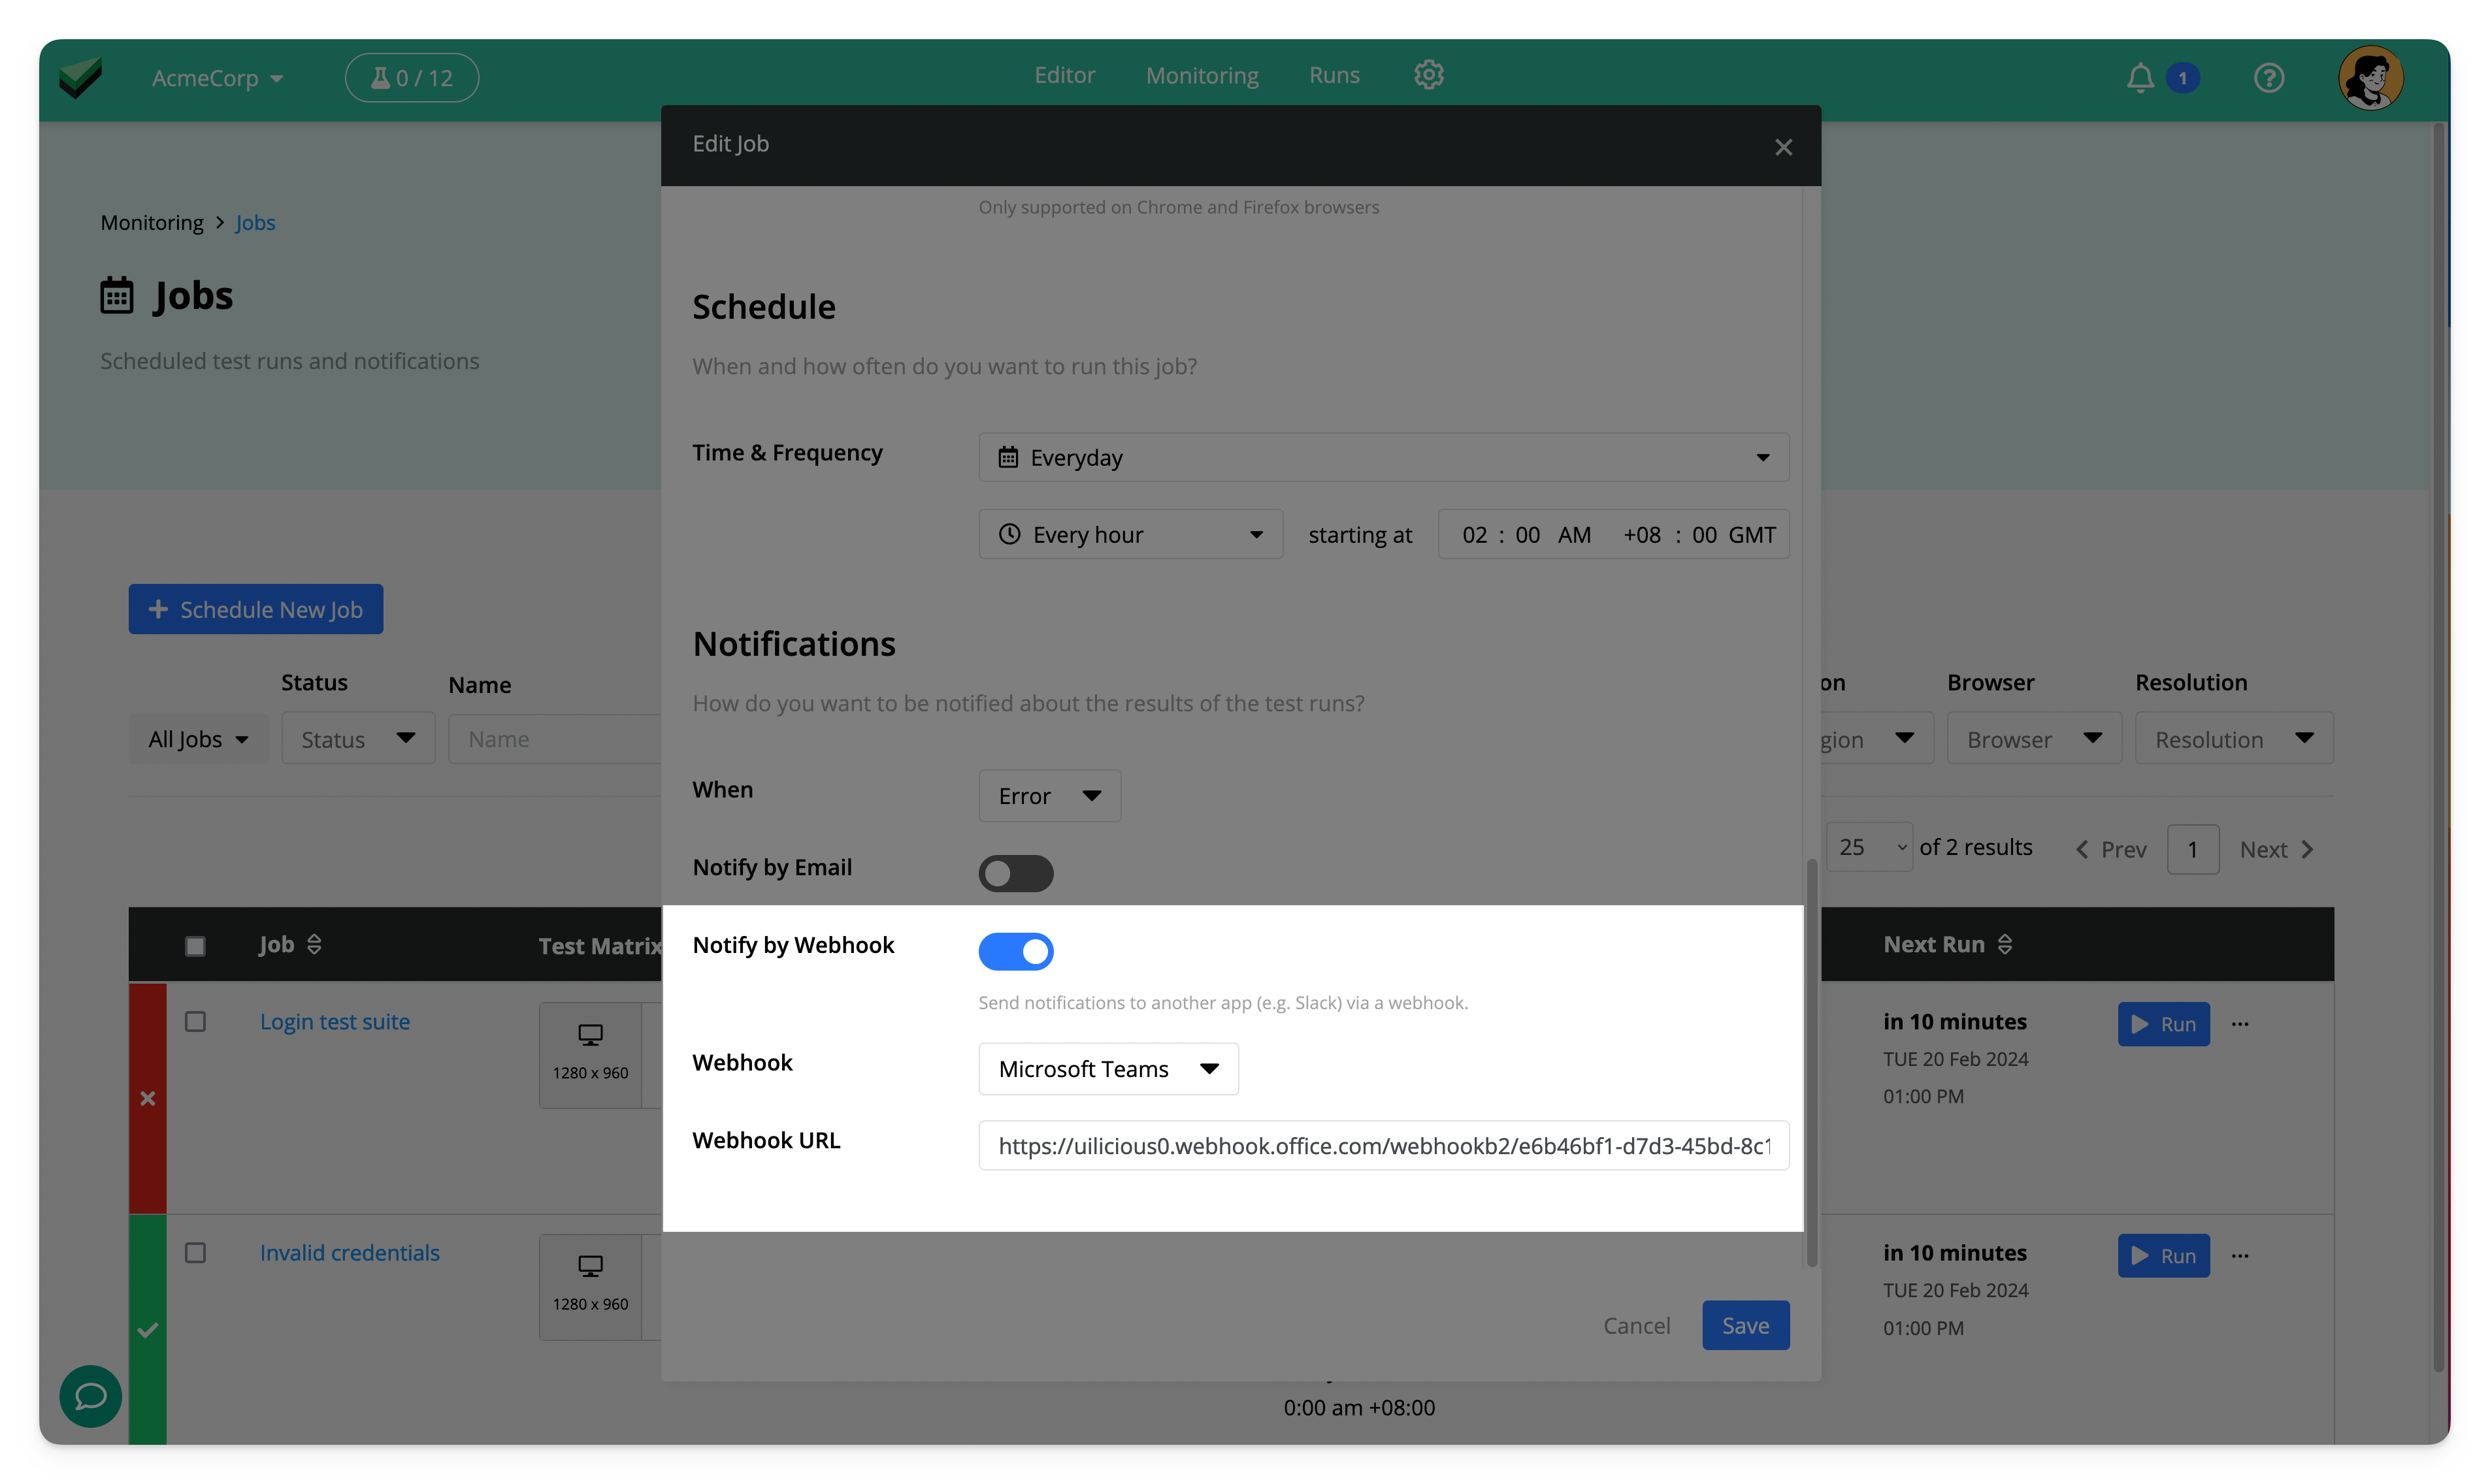 AcmeCorp
0 / 12
Editor
Monitoring
Runs
1
Edit Job
Only supported on Chrome and Firefox browsers
Monitoring > Jobs
Jobs
Scheduled test runs and notifications
Schedule
When and how often do you want to run this job?
Time & Frequency
Everyday
Every hour
starting at
02 : 00 AM +08 : 00 GMT
Schedule New Job
Notifications
How do you want to be notified about the results of the test runs?
Status
Name
Browser
Resolution
All Jobs
Status
Name
Browser
Resolution
When
Error
25
of 2 results
Prev
1
Next
Notify by Email
Job
Test Matrix
Next Run
Notify by Webhook
Send notifications to another app (e.g. Slack) via a webhook.
Webhook
Microsoft Teams
Webhook URL
https://uilicious0.webhook.office.com/webhookb2/e6b46bf1-d7d3-45bd-8c1
Login test suite
1280 x 960
in 10 minutes
TUE 20 Feb 2024
01:00 PM
Run
Invalid credentials
1280 x 960
in 10 minutes
TUE 20 Feb 2024
01:00 PM
Run
Cancel
Save
0:00 am +08:00